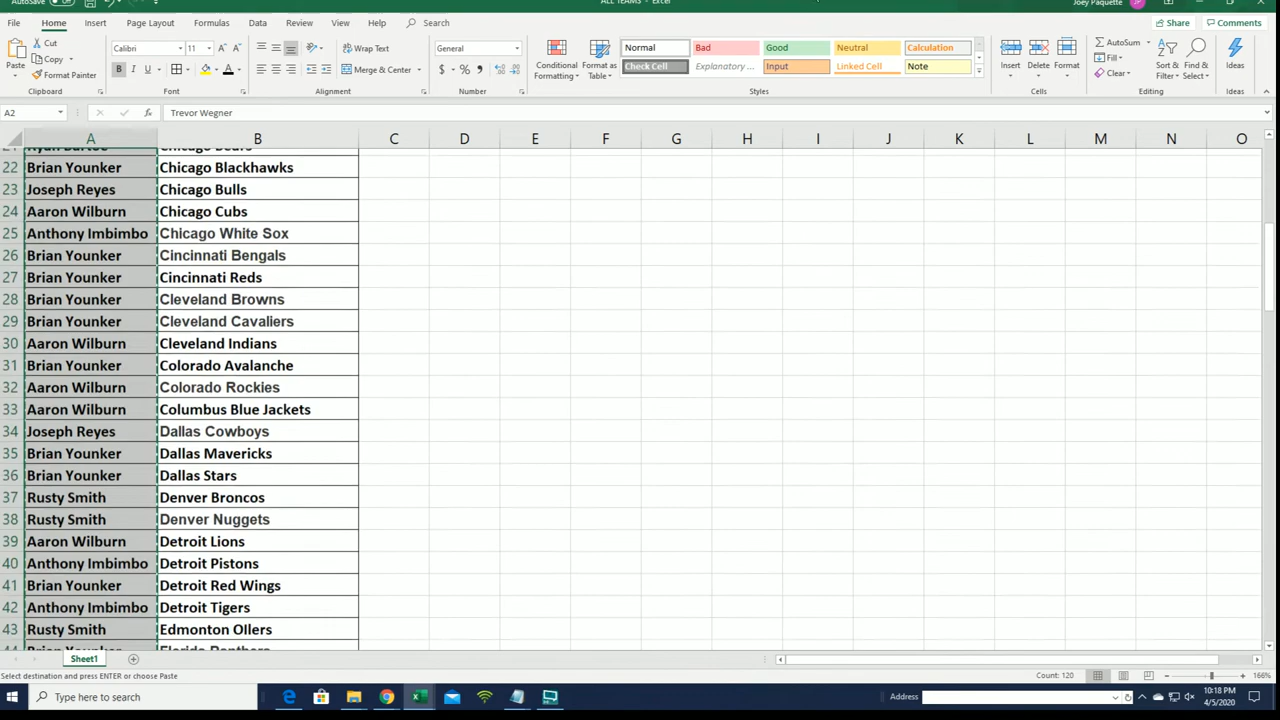 AutoSave Off ALL TEAMS - Excel Joey Paquette JP
File Home Insert Page Layout Formulas Data Review View Help Search Share Comments
Paste Cut Copy Format Painter Clipboard
Calibri 11 B I U A A A Font
Wrap Text Merge & Center Alignment
General $ % , Number
Conditional Formatting Format as Table
Normal Bad Good Neutral Calculation
Check Cell Explanatory ... Input Linked Cell Note
Styles
Insert Delete Format Cells
AutoSum Fill Clear Sort & Filter Find & Select Editing
Ideas Ideas
A2 fx Trevor Wegner
A B C D E F G H I J K L M N O
22 Brian Younker Chicago Blackhawks
23 Joseph Reyes Chicago Bulls
24 Aaron Wilburn Chicago Cubs
25 Anthony Imbimbo Chicago White Sox
26 Brian Younker Cincinnati Bengals
27 Brian Younker Cincinnati Reds
28 Brian Younker Cleveland Browns
29 Brian Younker Cleveland Cavaliers
30 Aaron Wilburn Cleveland Indians
31 Brian Younker Colorado Avalanche
32 Aaron Wilburn Colorado Rockies
33 Aaron Wilburn Columbus Blue Jackets
34 Joseph Reyes Dallas Cowboys
35 Brian Younker Dallas Mavericks
36 Brian Younker Dallas Stars
37 Rusty Smith Denver Broncos
38 Rusty Smith Denver Nuggets
39 Aaron Wilburn Detroit Lions
40 Anthony Imbimbo Detroit Pistons
41 Brian Younker Detroit Red Wings
42 Anthony Imbimbo Detroit Tigers
43 Rusty Smith Edmonton OIlers
Sheet1
Select destination and press ENTER or choose Paste Count: 120 166%
Type here to search Address 10:18 PM
4/5/2020